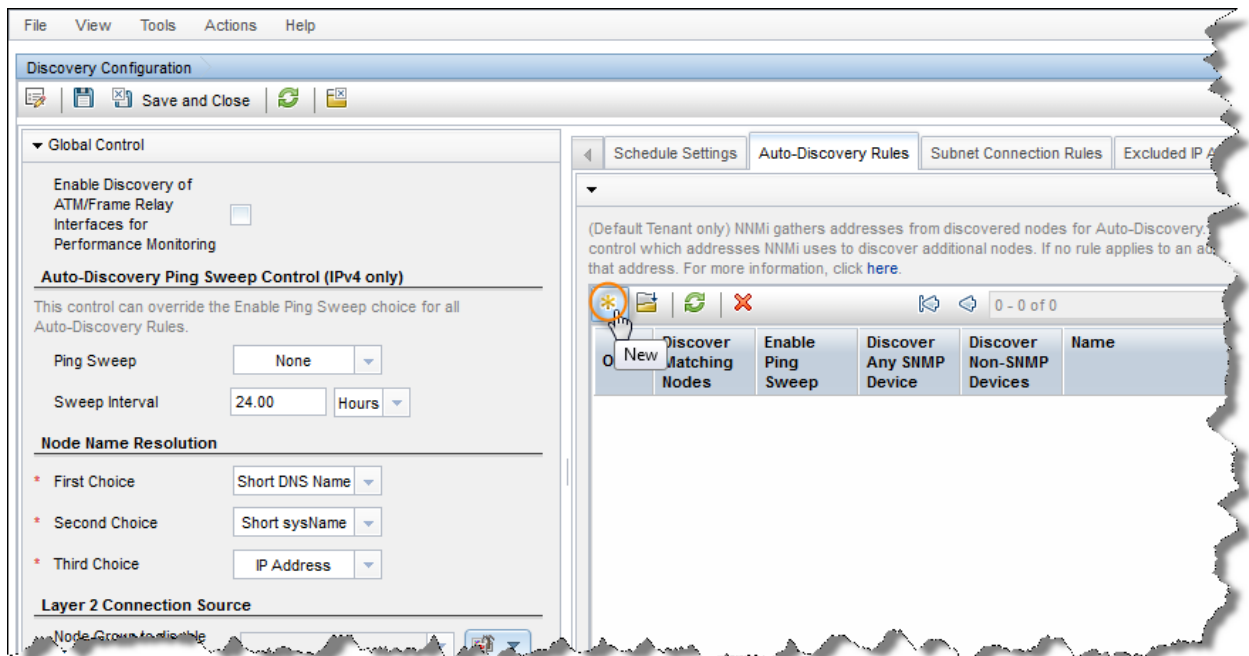 File View Tools Actions Help
Discovery Configuration
Save and Close
Global Control
Enable Discovery of
ATM/Frame Relay
Interfaces for
Performance Monitoring
Auto-Discovery Ping Sweep Control (IPv4 only)
This control can override the Enable Ping Sweep choice for all
Auto-Discovery Rules.
Ping Sweep None
Sweep Interval 24.00 Hours
Node Name Resolution
* First Choice Short DNS Name
* Second Choice Short sysName
* Third Choice IP Address
Layer 2 Connection Source
Node Group to disable
Schedule Settings Auto-Discovery Rules Subnet Connection Rules Excluded IP
(Default Tenant only) NNMi gathers addresses from discovered nodes for Auto-Discovery.
control which addresses NNMi uses to discover additional nodes. If no rule applies to an
that address. For more information, click here.
0 - 0 of 0
New
Discover
Matching
Nodes
Enable
Ping
Sweep
Discover
Any SNMP
Device
Discover
Non-SNMP
Devices
Name